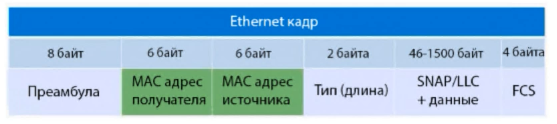 Ethernet кадр
8 байт 6 байт 6 байт 2 байта 46-1500 байт 4 байта
Преамбула MAC адрес получателя MAC адрес источника Тип (длина) SNAP/LLC + данные FCS